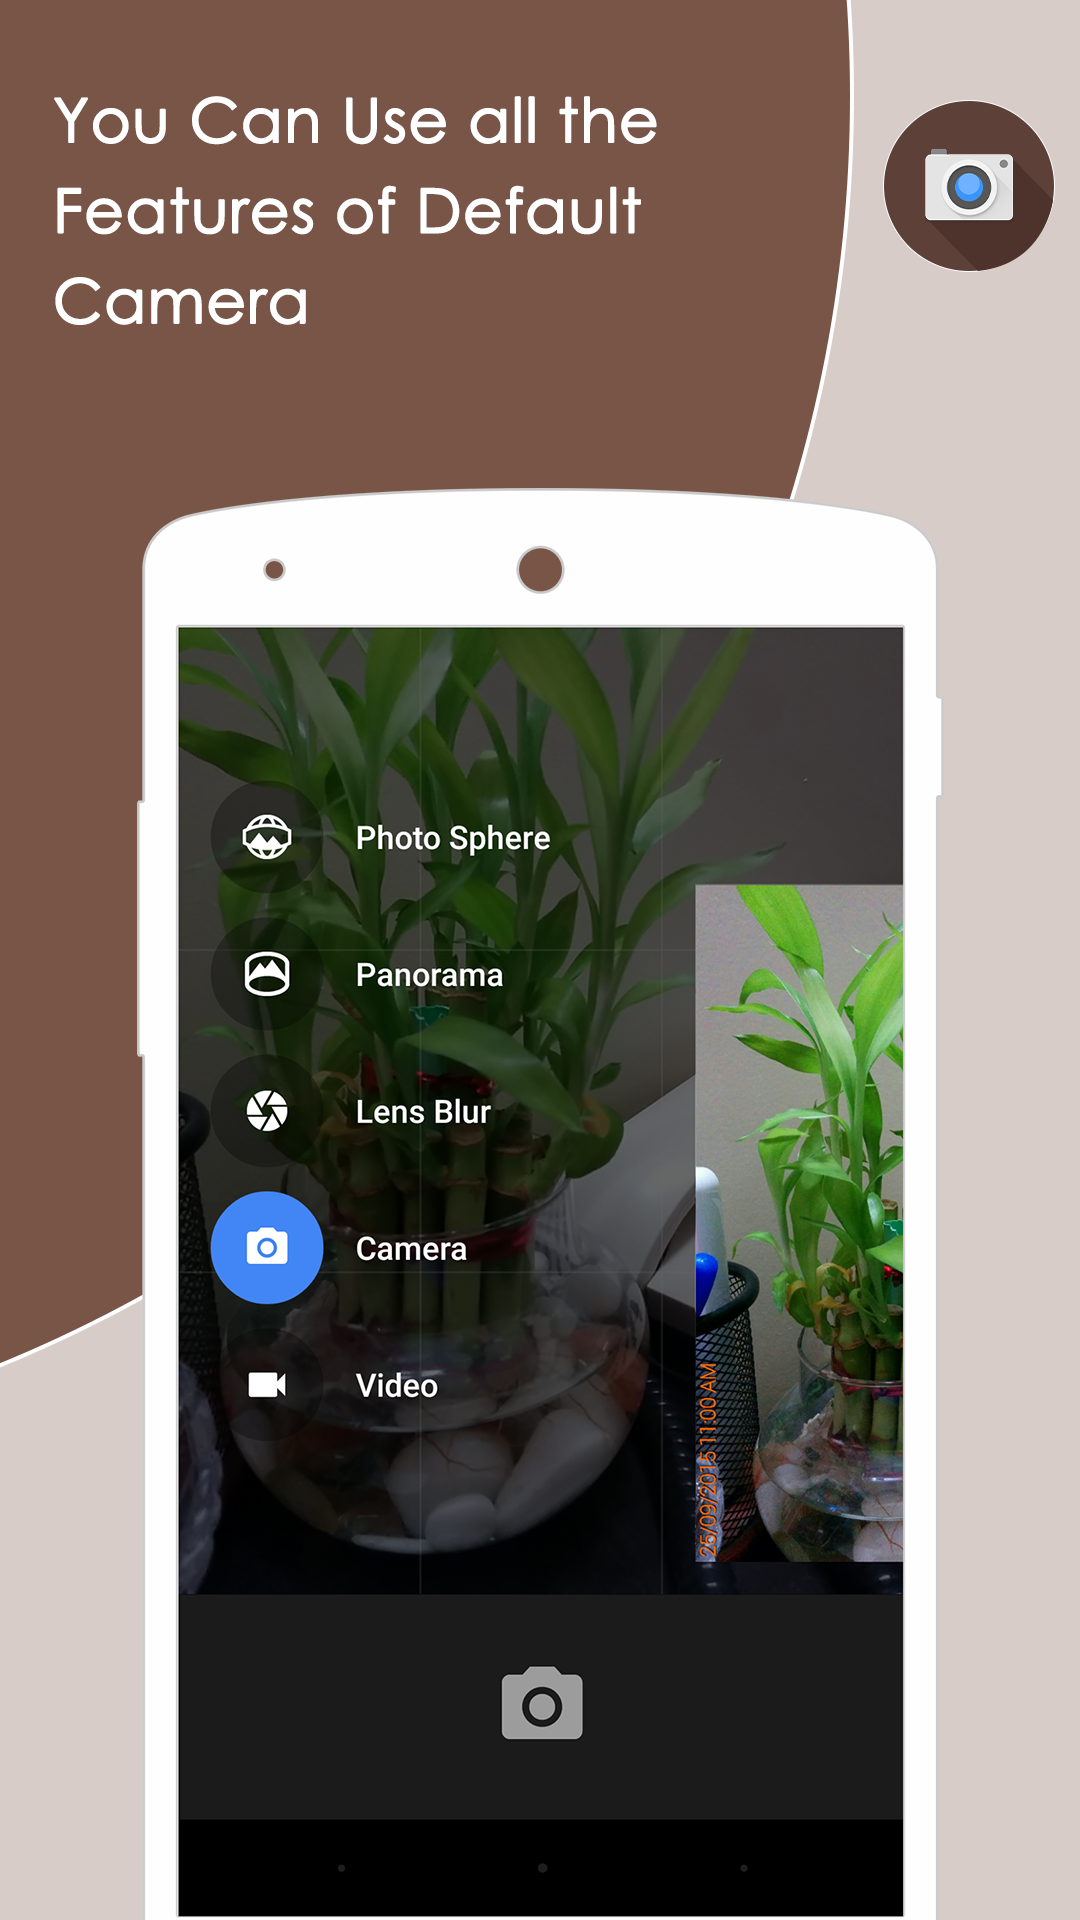 You Can Use all the
Features of Default
Camera
Photo Sphere
Panorama
Lens Blur
Camera
Video
25/09/2015 11:00 AM